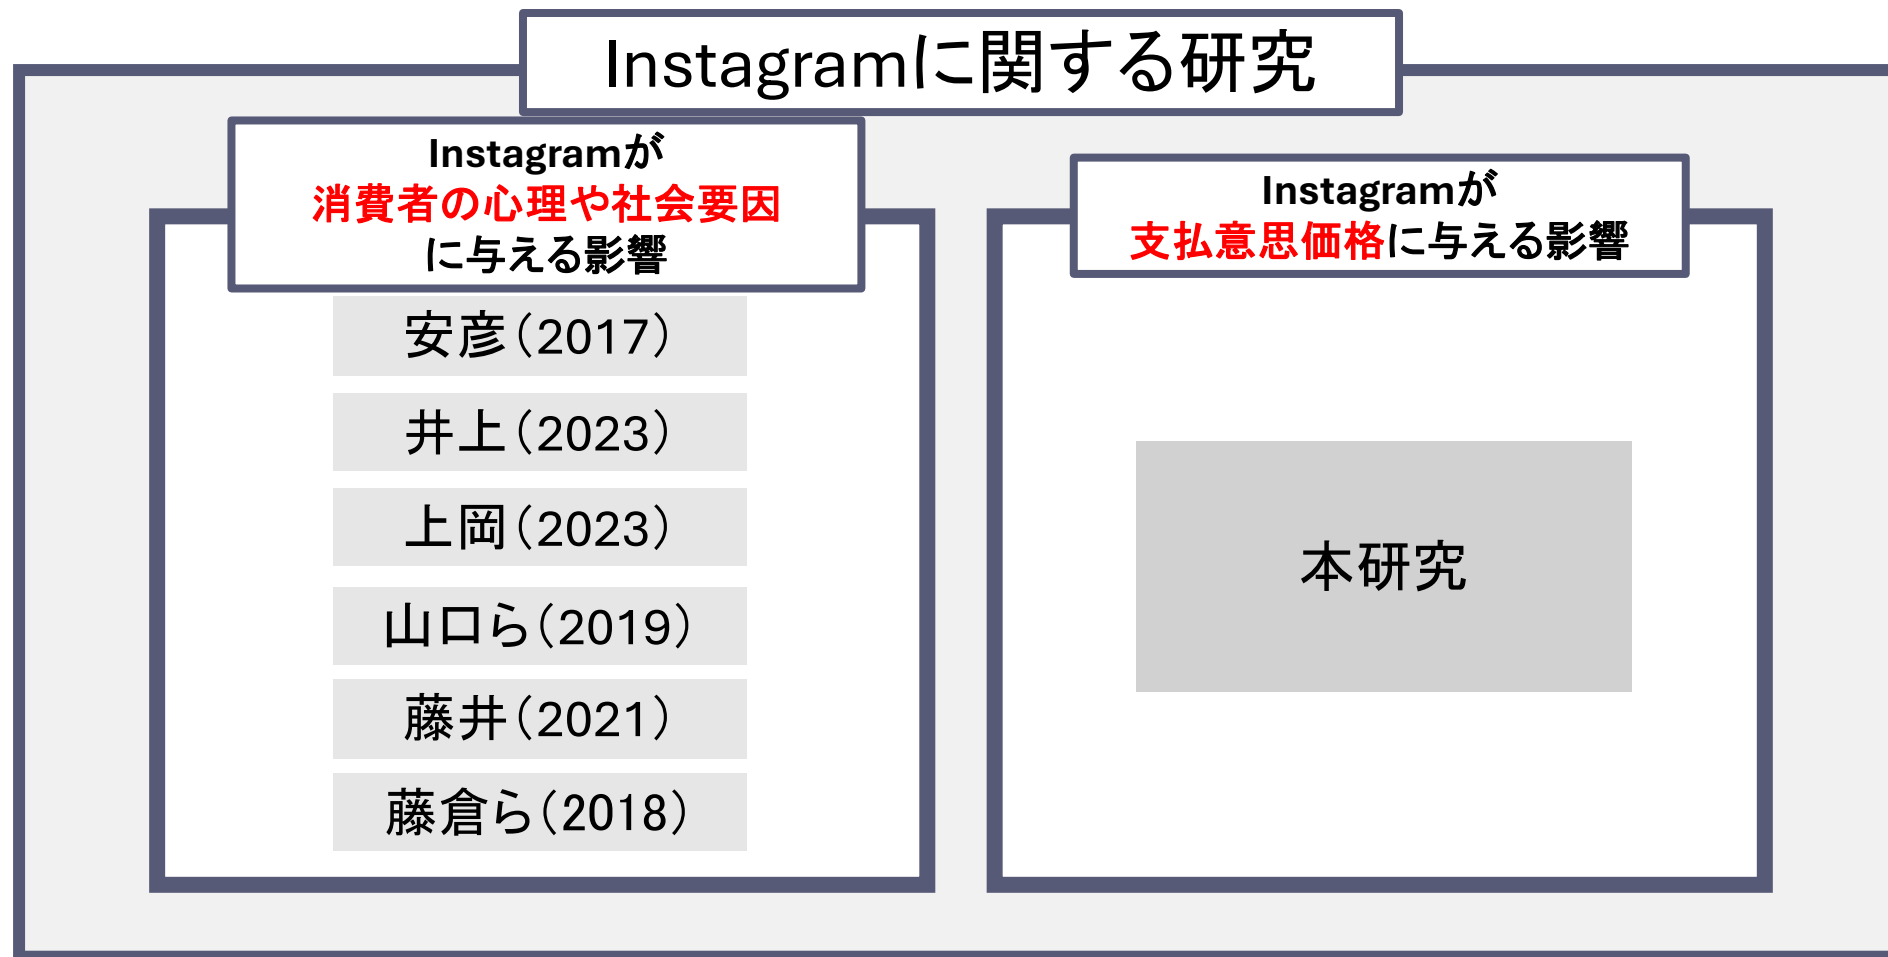 Instagramに関する研究
Instagramが
消費者の心理や社会要因
に与える影響
安彦（2017）
井上（2023）
上岡（2023）
山口ら（2019）
藤井（2021）
藤倉ら（2018）
Instagramが
支払意思価格に与える影響
本研究